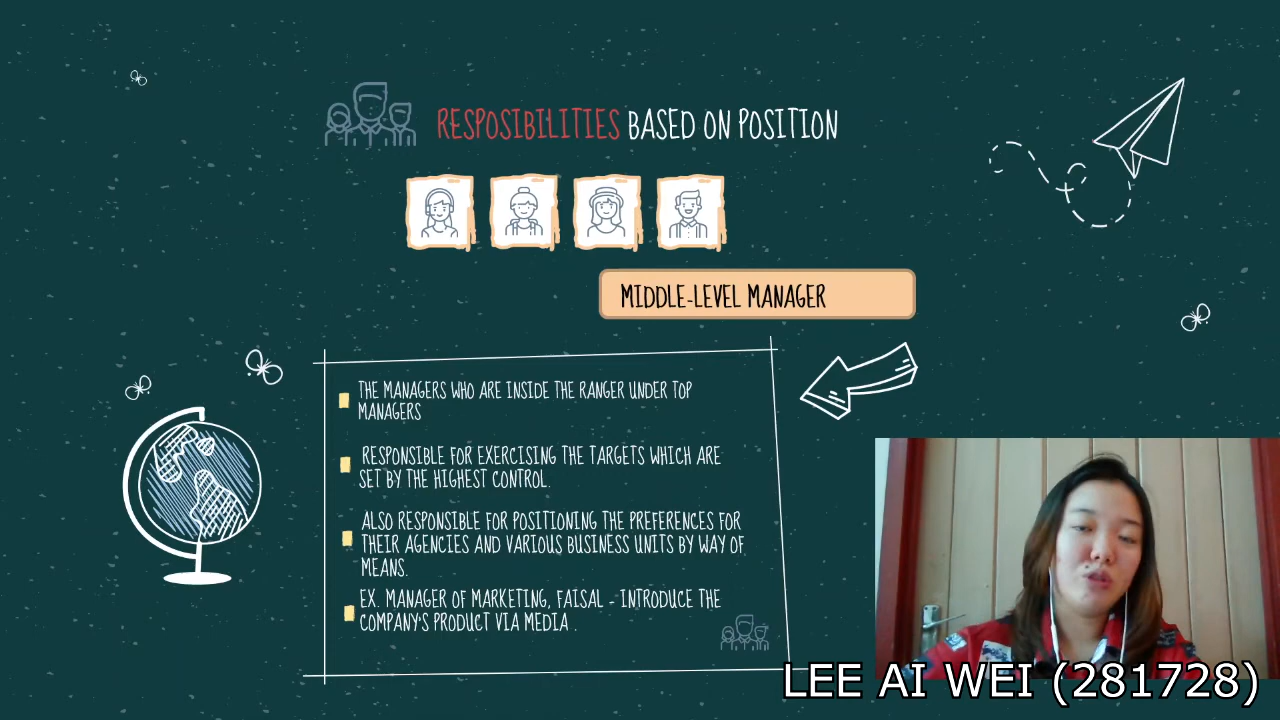 RESPOSIBILITIES BASED ON POSITION
MIDDLE-LEVEL MANAGER
THE MANAGERS WHO ARE INSIDE THE RANGER UNDER TOP
MANAGERS
RESPONSIBLE FOR EXERCISING THE TARGETS WHICH ARE
SET BY THE HIGHEST CONTROL.
ALSO RESPONSIBLE FOR POSITIONING THE PREFERENCES FOR
THEIR AGENCIES AND VARIOUS BUSINESS UNITS BY WAY OF
MEANS.
EX. MANAGER OF MARKETING, FAISAL - INTRODUCE THE
COMPANY'S PRODUCT VIA MEDIA .
LEE AI WEI (281728)